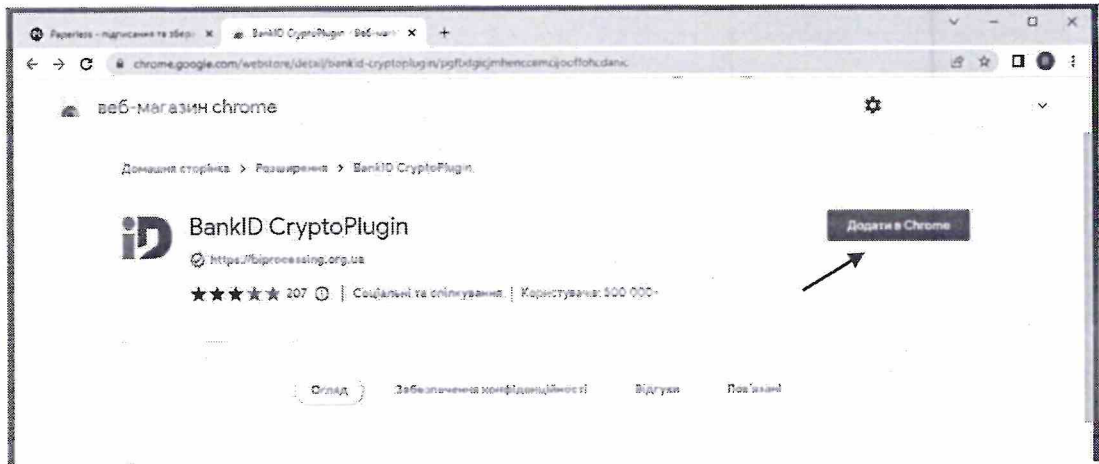 Paperless - підписання та збері
BankID CryptoPlugin - Веб-мага
chrome.google.com/webstore/detail/bankid-cryptoplugin/
веб-магазин chrome
Домашня сторінка > Розширення > BankID CryptoPlugin
iD BankID CryptoPlugin
Додати в Chrome
https://biprocessing.org.ua
207 | Соціальні та спілкування | Користувачів: 500 000+
Огляд Забезпечення конфіденційності Відгуки Пов'язані